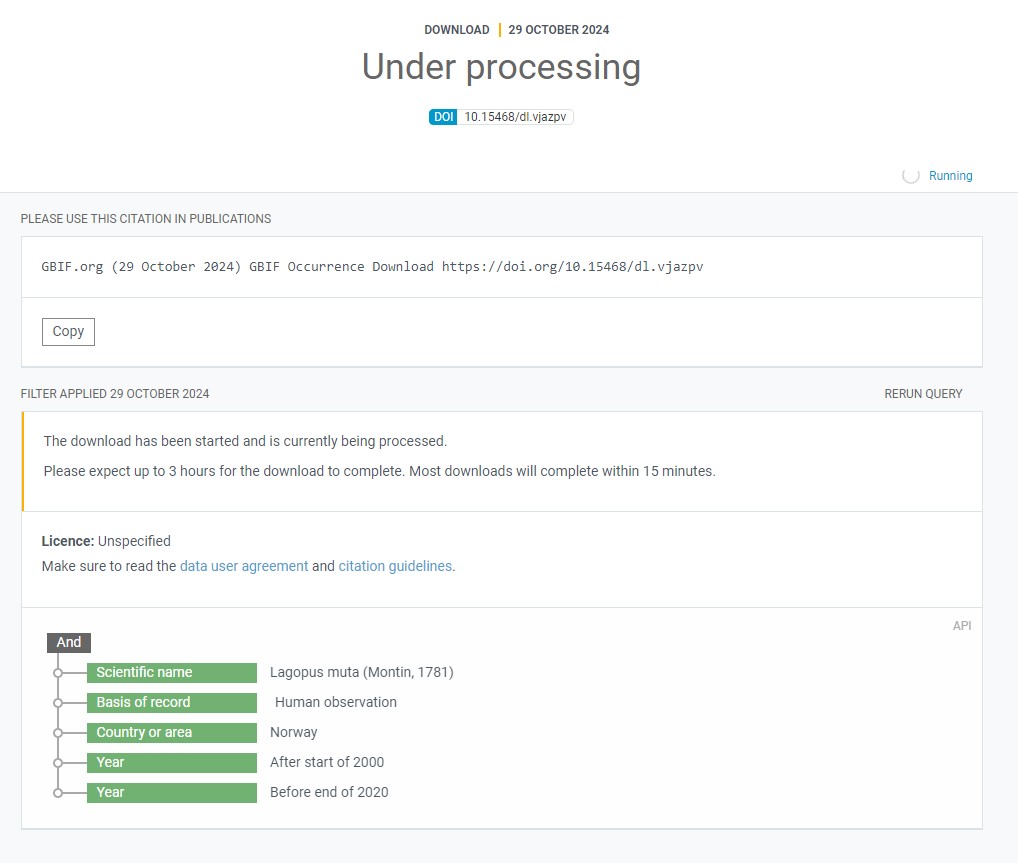 DOWNLOAD | 29 OCTOBER 2024
Under processing
DOI 10.15468/dl.vjazpv
Running
PLEASE USE THIS CITATION IN PUBLICATIONS
GBIF.org (29 October 2024) GBIF Occurrence Download https://doi.org/10.15468/dl.vjazpv
Copy
FILTER APPLIED 29 OCTOBER 2024 RERUN QUERY
The download has been started and is currently being processed.
Please expect up to 3 hours for the download to complete. Most downloads will complete within 15 minutes.
Licence: Unspecified
Make sure to read the data user agreement and citation guidelines.
API
And
Scientific name Lagopus muta (Montin, 1781)
Basis of record Human observation
Country or area Norway
Year After start of 2000
Year Before end of 2020